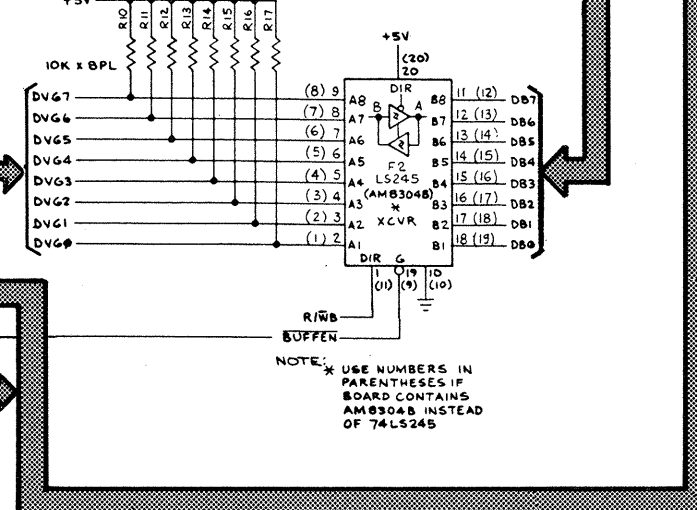 +5V
R10 R11 R12 R13 R14 R15 R16 R17
10K x 8PL
+5V
(20)
20
DIR
B A
DVG7 (8) 9 A8 B8 11 (12) DB7
DVG6 (7) 8 A7 B7 12 (13) DB6
DVG5 (6) 7 A6 B6 13 (14) DB5
DVG4 (5) 6 A5 B5 14 (15) DB4
DVG3 (4) 5 A4 B4 15 (16) DB3
DVG2 (3) 4 A3 B3 16 (17) DB2
DVG1 (2) 3 A2 B2 17 (18) DB1
DVG0 (1) 2 A1 B1 18 (19) DB0
F2
LS245
(AM8304B)
*
XCVR
DIR G
1 19 10
(11) (9) (10)
R/WB
BUFFEN
NOTE:
* USE NUMBERS IN
PARENTHESES IF
BOARD CONTAINS
AM8304B INSTEAD
OF 74LS245